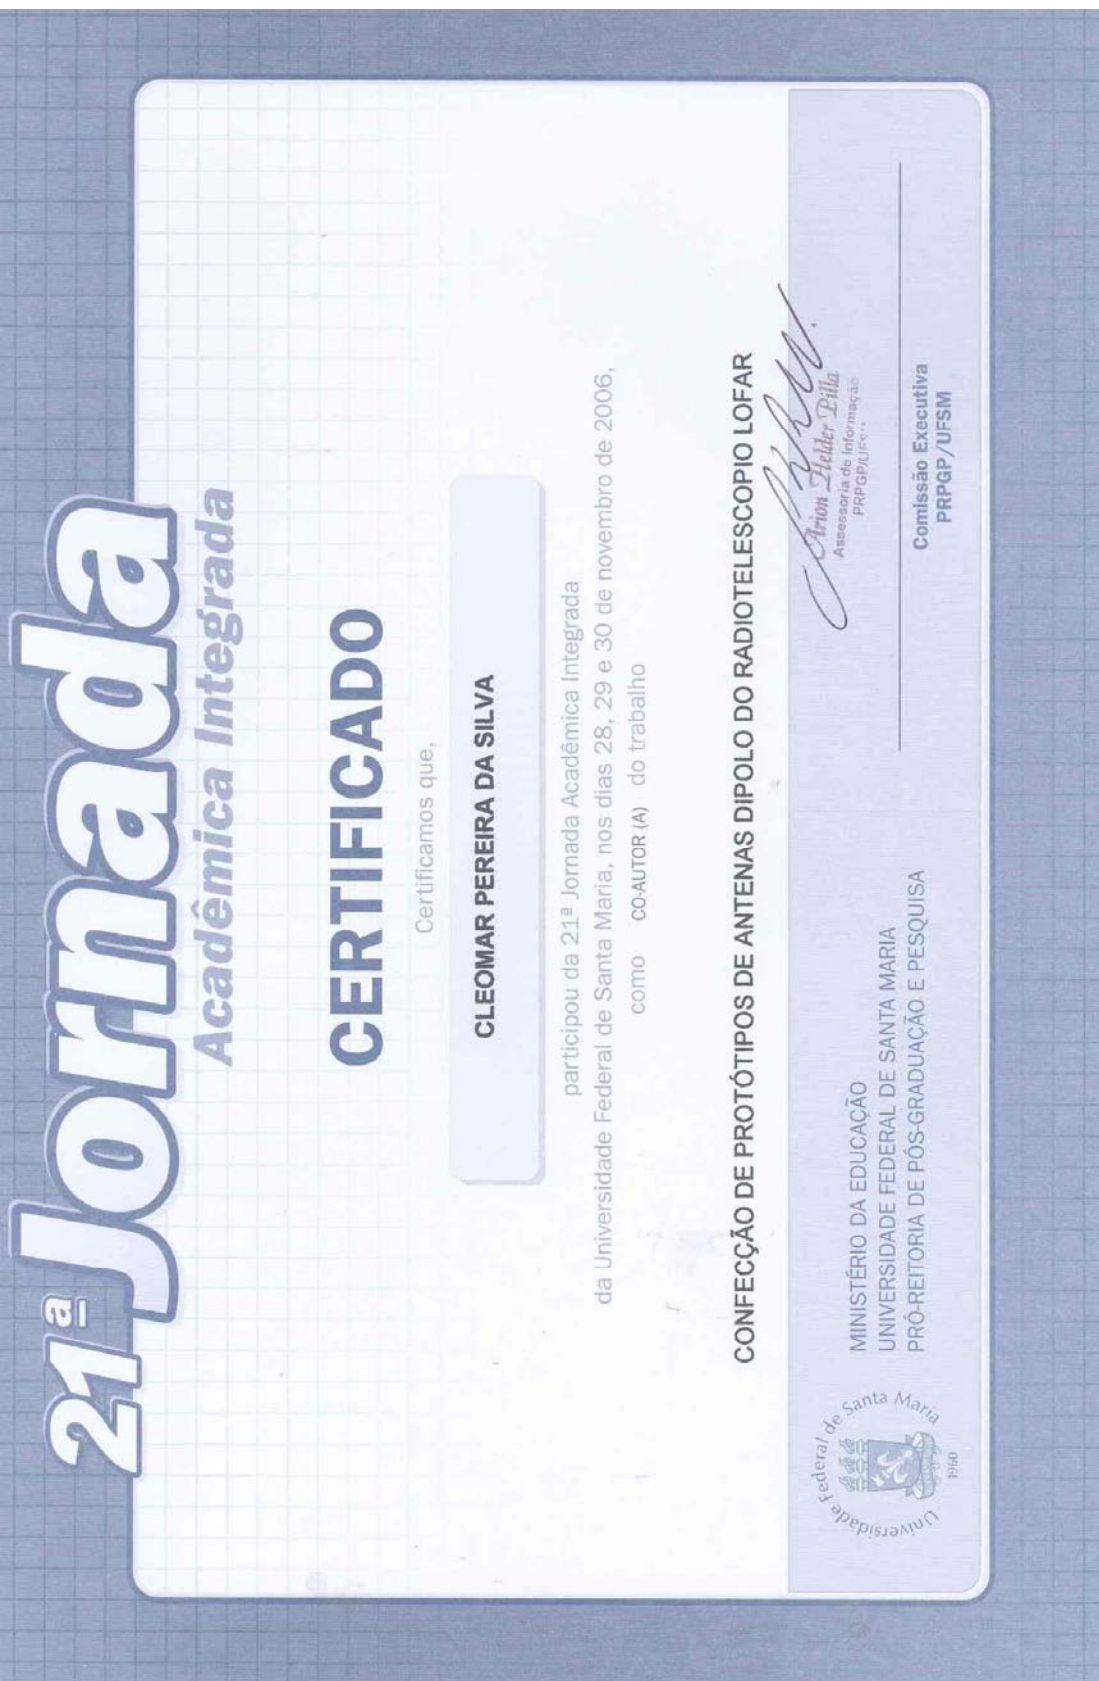 21ª Jornada
Acadêmica Integrada
CERTIFICADO
Certificamos que,
CLEOMAR PEREIRA DA SILVA
participou da 21ª Jornada Acadêmica Integrada
da Universidade Federal de Santa Maria, nos dias 28, 29 e 30 de novembro de 2006,
como CO-AUTOR (A) do trabalho
CONFECÇÃO DE PROTÓTIPOS DE ANTENAS DIPOLO DO RADIOTELESCOPIO LOFAR
Universidade Federal de Santa Maria
1960
MINISTÉRIO DA EDUCAÇÃO
UNIVERSIDADE FEDERAL DE SANTA MARIA
PRÓ-REITORIA DE PÓS-GRADUAÇÃO E PESQUISA
Arion Helder Pilla
Assessoria de Informação
PRPGP/
Comissão Executiva
PRPGP/UFSM